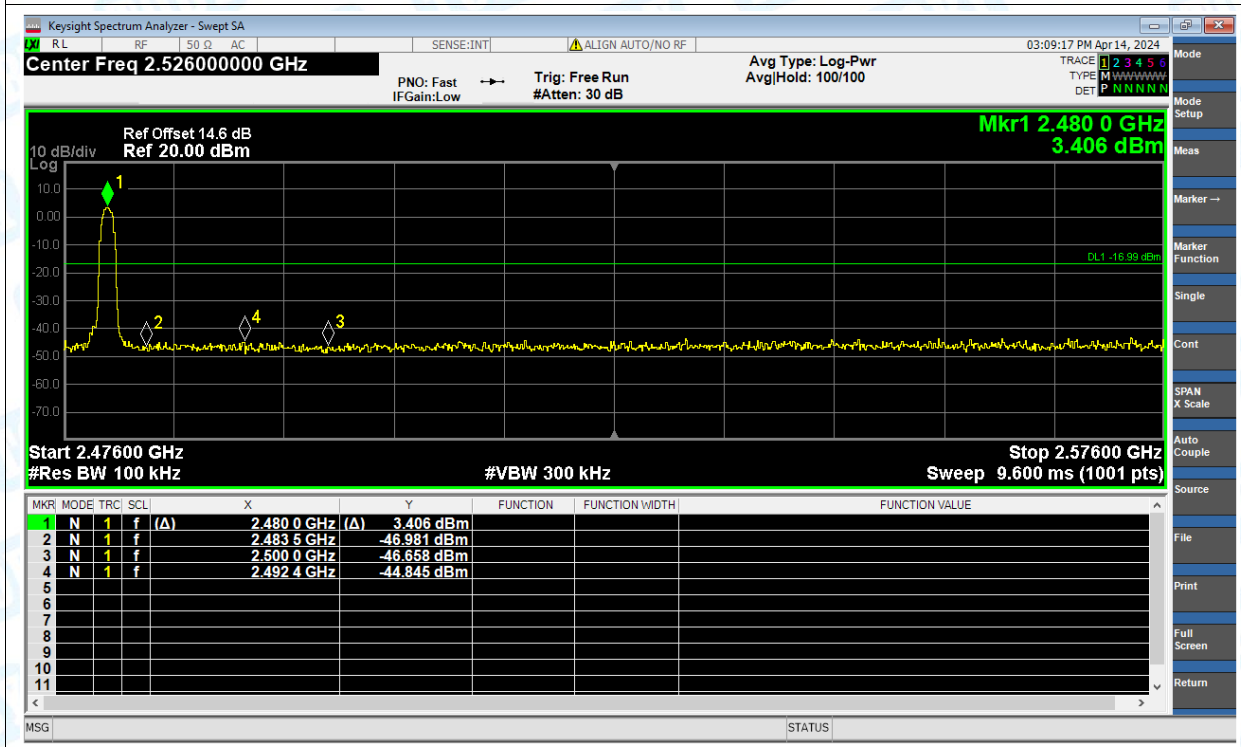 Keysight Spectrum Analyzer - Swept SA
LXI RL RF 50 Ω AC SENSE:INT ALIGN AUTO/NO RF 03:09:17 PM Apr 14, 2024
Center Freq 2.526000000 GHz
PNO: Fast
IFGain:Low
Trig: Free Run
#Atten: 30 dB
Avg Type: Log-Pwr
Avg|Hold: 100/100
TRACE 1 2 3 4 5 6
TYPE M WWWWW
DET P N N N N N
Mkr1 2.480 0 GHz
3.406 dBm
Ref Offset 14.6 dB
10 dB/div Ref 20.00 dBm
Log
10.0
0.00
-10.0
-20.0
-30.0
-40.0
-50.0
-60.0
-70.0
1
2
4
3
DL1 -16.99 dBm
Start 2.47600 GHz Stop 2.57600 GHz
#Res BW 100 kHz #VBW 300 kHz Sweep 9.600 ms (1001 pts)
MKR MODE TRC SCL X Y FUNCTION FUNCTION WIDTH FUNCTION VALUE
1 N 1 f (Δ) 2.480 0 GHz (Δ) 3.406 dBm
2 N 1 f 2.483 5 GHz -46.981 dBm
3 N 1 f 2.500 0 GHz -46.658 dBm
4 N 1 f 2.492 4 GHz -44.845 dBm
5
6
7
8
9
10
11
MSG STATUS
Mode
Mode
Setup
Meas
Marker →
Marker
Function
Single
Cont
SPAN
X Scale
Auto
Couple
Source
File
Print
Full
Screen
Return